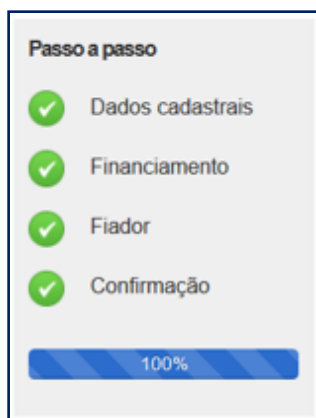 Passo a passo
Dados cadastrais
Financiamento
Fiador
Confirmação
100%